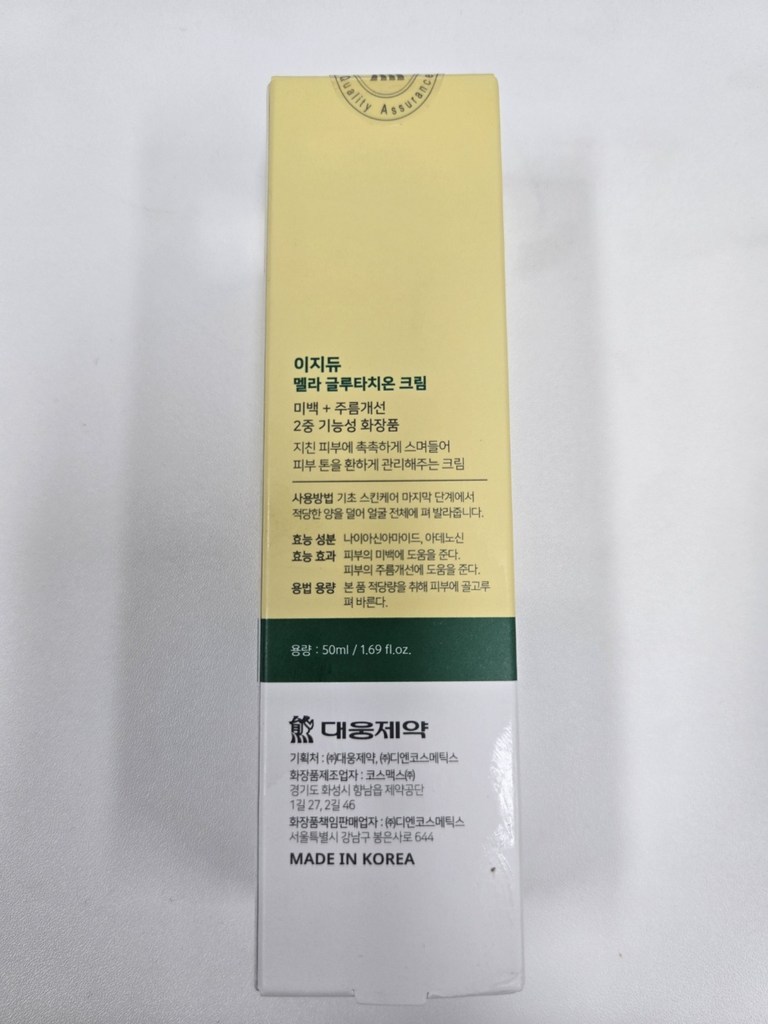 Quality Assurance
이지듀
멜라 글루타치온 크림
미백 + 주름개선
2중 기능성 화장품
지친 피부에 촉촉하게 스며들어
피부 톤을 환하게 관리해주는 크림
사용방법 기초 스킨케어 마지막 단계에서
적당한 양을 덜어 얼굴 전체에 펴 발라줍니다.
효능 성분 나이아신아마이드, 아데노신
효능 효과 피부의 미백에 도움을 준다.
피부의 주름개선에 도움을 준다.
용법 용량 본 품 적당량을 취해 피부에 골고루
펴 바른다.
용량 : 50ml / 1.69 fl.oz.
대웅제약
기획처 : ㈜대웅제약, ㈜디엔코스메틱스
화장품제조업자 : 코스맥스㈜
경기도 화성시 향남읍 제약공단
1길 27, 2길 46
화장품책임판매업자 : ㈜디엔코스메틱스
서울특별시 강남구 봉은사로 644
MADE IN KOREA